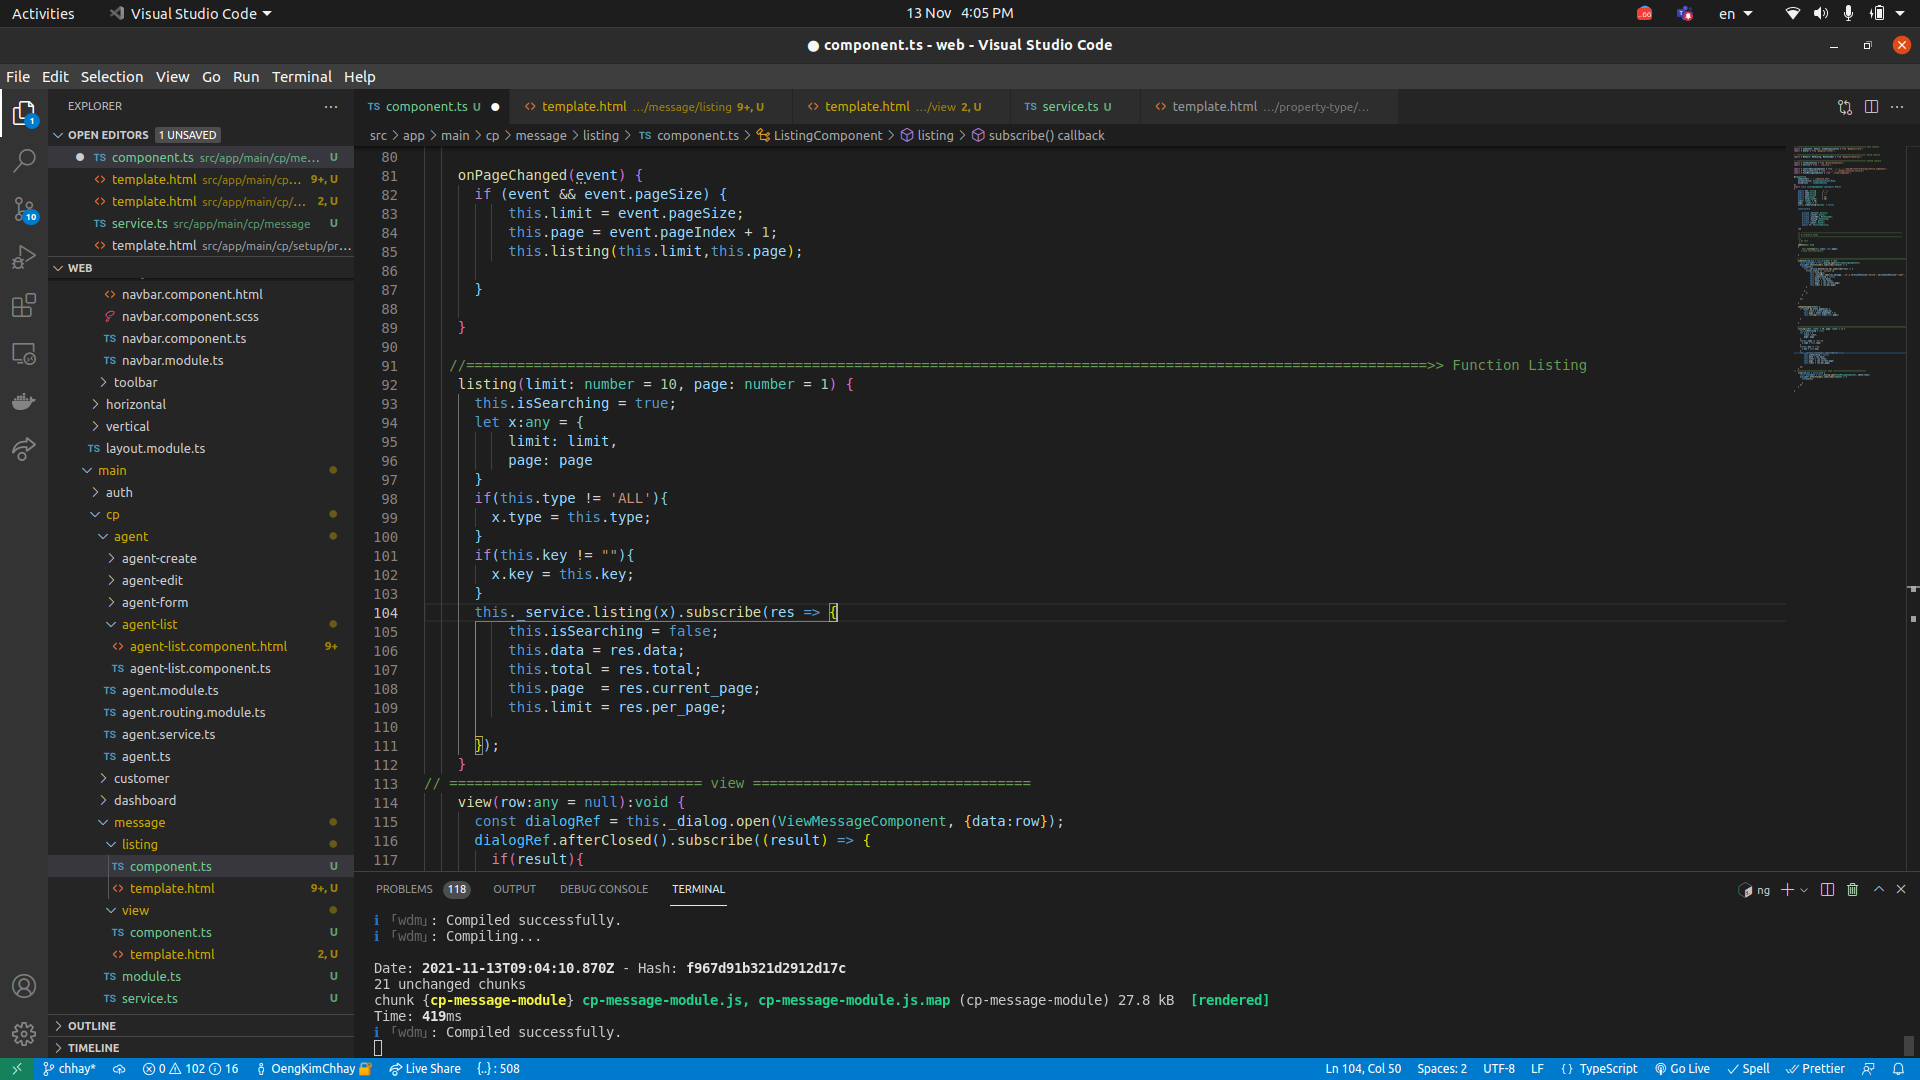 Activities
Visual Studio Code
13 Nov 4:05 PM
en
● component.ts - web - Visual Studio Code
File Edit Selection View Go Run Terminal Help
EXPLORER
TS component.ts U
<> template.html .../message/listing 9+, U
<> template.html .../view 2, U
TS service.ts U
<> template.html .../property-type/...
OPEN EDITORS 1 UNSAVED
src > app > main > cp > message > listing > TS component.ts > ListingComponent > listing > subscribe() callback
TS component.ts src/app/main/cp/me... U
<> template.html src/app/main/cp... 9+, U
<> template.html src/app/main/cp/... 2, U
TS service.ts src/app/main/cp/message U
<> template.html src/app/main/cp/setup/pr...
WEB
navbar.component.html
navbar.component.scss
TS navbar.component.ts
TS navbar.module.ts
toolbar
horizontal
vertical
TS layout.module.ts
main
auth
cp
agent
agent-create
agent-edit
agent-form
agent-list
<> agent-list.component.html 9+
TS agent-list.component.ts
TS agent.module.ts
TS agent.routing.module.ts
TS agent.service.ts
TS agent.ts
customer
dashboard
message
listing
TS component.ts U
<> template.html 9+, U
view
TS component.ts U
<> template.html 2, U
TS module.ts U
TS service.ts U
OUTLINE
TIMELINE
80
81 onPageChanged(event) {
82 if (event && event.pageSize) {
83 this.limit = event.pageSize;
84 this.page = event.pageIndex + 1;
85 this.listing(this.limit,this.page);
86
87 }
88
89 }
90
91 //==================================================================================================================>> Function Listing
92 listing(limit: number = 10, page: number = 1) {
93 this.isSearching = true;
94 let x:any = {
95 limit: limit,
96 page: page
97 }
98 if(this.type != 'ALL'){
99 x.type = this.type;
100 }
101 if(this.key != ""){
102 x.key = this.key;
103 }
104 this._service.listing(x).subscribe(res => {
105 this.isSearching = false;
106 this.data = res.data;
107 this.total = res.total;
108 this.page  = res.current_page;
109 this.limit = res.per_page;
110
111 });
112 }
113 // ============================== view =================================
114 view(row:any = null):void {
115 const dialogRef = this._dialog.open(ViewMessageComponent, {data:row});
116 dialogRef.afterClosed().subscribe((result) => {
117 if(result){
PROBLEMS 118 OUTPUT DEBUG CONSOLE TERMINAL
ng
i ｢wdm｣: Compiled successfully.
i ｢wdm｣: Compiling...
Date: 2021-11-13T09:04:10.870Z - Hash: f967d91b321d2912d17c
21 unchanged chunks
chunk {cp-message-module} cp-message-module.js, cp-message-module.js.map (cp-message-module) 27.8 kB [rendered]
Time: 419ms
i ｢wdm｣: Compiled successfully.
chhay* 0 102 16 OengKimChhay Live Share {..} : 508
Ln 104, Col 50 Spaces: 2 UTF-8 LF {} TypeScript Go Live Spell Prettier